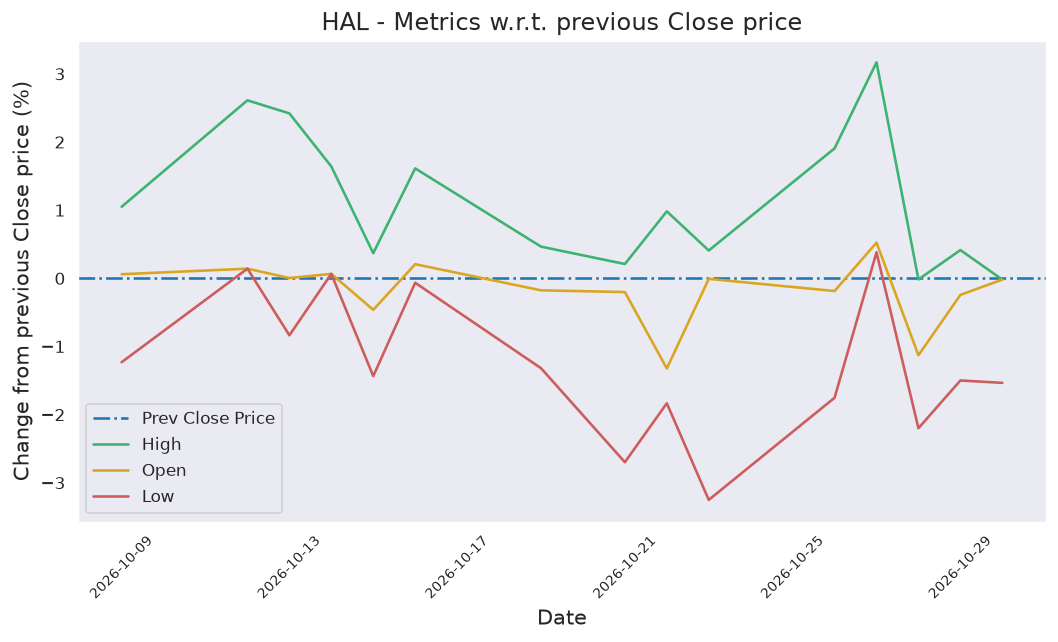 HAL - Metrics w.r.t. previous Close price
Change from previous Close price (%)
3
2
1
0
−1
−2
−3
Prev Close Price
High
Open
Low
2026-10-09
2026-10-13
2026-10-17
2026-10-21
2026-10-25
2026-10-29
Date